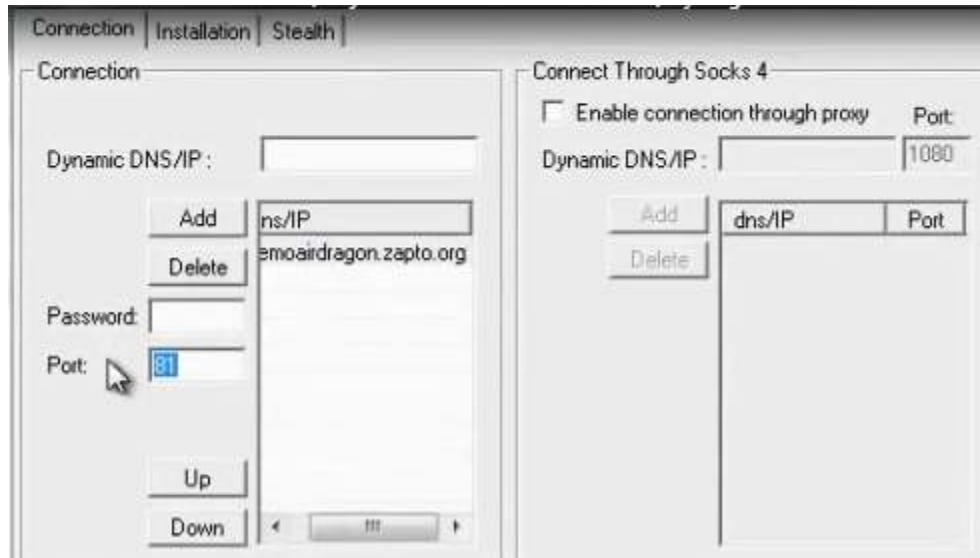 Connection Installation Stealth
Connection
Dynamic DNS/IP :
Add
ns/IP
Delete
emoairdragon.zapto.org
Password:
Port: 81
Up
Down
Connect Through Socks 4
Enable connection through proxy
Port:
Dynamic DNS/IP : 1080
Add
dns/IP Port
Delete